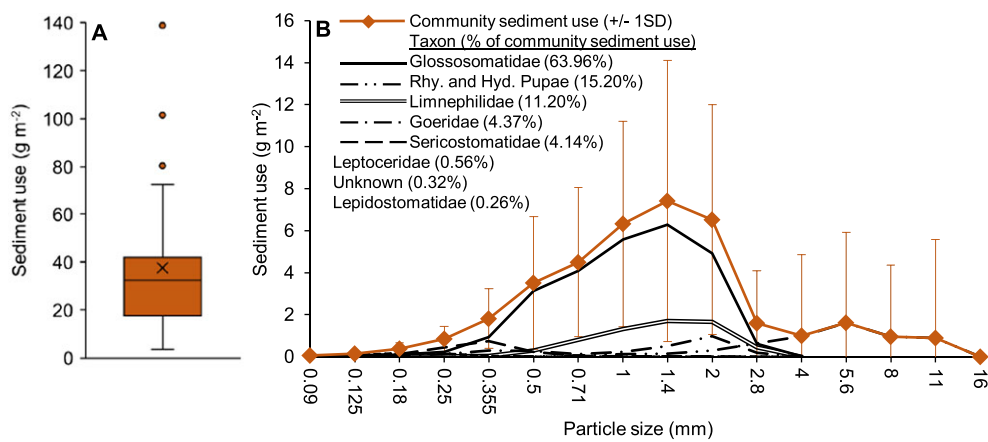 A
Sediment use (g m-2)
140
120
100
80
60
40
20
0
B
Sediment use (g m-2)
16
14
12
10
8
6
4
2
0
Community sediment use (+/- 1SD)
Taxon (% of community sediment use)
Glossosomatidae (63.96%)
Rhy. and Hyd. Pupae (15.20%)
Limnephilidae (11.20%)
Goeridae (4.37%)
Sericostomatidae (4.14%)
Leptoceridae (0.56%)
Unknown (0.32%)
Lepidostomatidae (0.26%)
0.09
0.125
0.18
0.25
0.355
0.5
0.71
1
1.4
2
2.8
4
5.6
8
11
16
Particle size (mm)